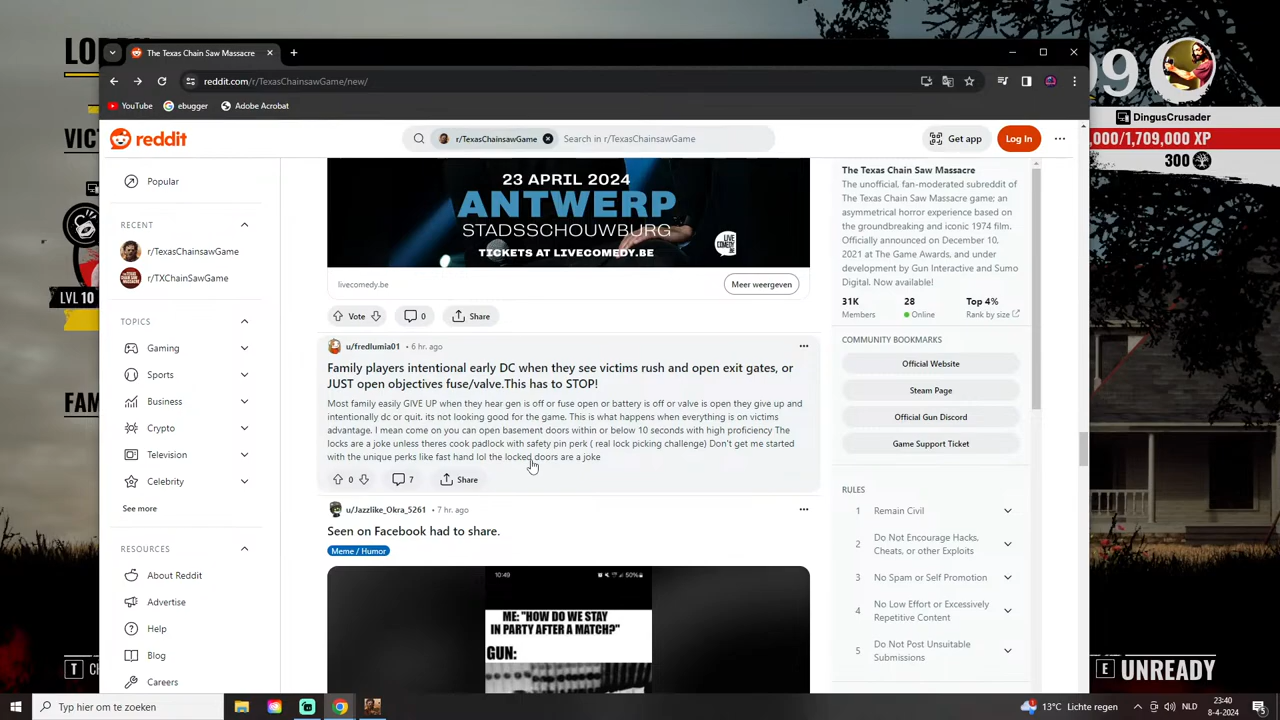 LO
The Texas Chain Saw Massacre
reddit.com/r/TexasChainsawGame/new/
YouTube
ebugger
Adobe Acrobat
99
DingusCrusader
,000/1,709,000 XP
300
VIC
LVL 10
FAM
reddit
r/TexasChainsawGame
Search in r/TexasChainsawGame
Get app
Log In
Popular
RECENT
r/TexasChainsawGame
r/TXChainSawGame
TOPICS
Gaming
Sports
Business
Crypto
Television
Celebrity
See more
RESOURCES
About Reddit
Advertise
Help
Blog
Careers
23 APRIL 2024
ANTWERP
STADSSCHOUWBURG
TICKETS AT LIVECOMEDY.BE
LIVE
COMEDY
.BE
livecomedy.be
Meer weergeven
Vote
0
Share
u/fredlumia01 • 6 hr. ago
Family players intentional early DC when they see victims rush and open exit gates, or
JUST open objectives fuse/valve.This has to STOP!
Most family easily GIVE UP when they hear gen is off or fuse open or battery is off or valve is open they give up and
intentionally dc or quit. its not looking good for the game. This is what happens when everything is on victims
advantage. I mean come on you can open basement doors within or below 10 seconds with high proficiency The
locks are a joke unless theres cook padlock with safety pin perk ( real lock picking challenge) Don't get me started
with the unique perks like fast hand lol the locked doors are a joke
0
7
Share
u/Jazzlike_Okra_5261 • 7 hr. ago
Seen on Facebook had to share.
Meme / Humor
10:49
50%
ME: "HOW DO WE STAY
IN PARTY AFTER A MATCH?"
GUN:
The Texas Chain Saw Massacre
The unofficial, fan-moderated subreddit of
The Texas Chain Saw Massacre game; an
asymmetrical horror experience based on
the groundbreaking and iconic 1974 film.
Officially announced on December 10,
2021 at The Game Awards, and under
development by Gun Interactive and Sumo
Digital. Now available!
31K
Members
28
Online
Top 4%
Rank by size
COMMUNITY BOOKMARKS
Official Website
Steam Page
Official Gun Discord
Game Support Ticket
RULES
1 Remain Civil
2 Do Not Encourage Hacks,
Cheats, or other Exploits
3 No Spam or Self Promotion
4 No Low Effort or Excessively
Repetitive Content
5 Do Not Post Unsuitable
Submissions
T
E UNREADY
Typ hier om te zoeken
13°C Lichte regen
NLD
23:40
8-4-2024
5